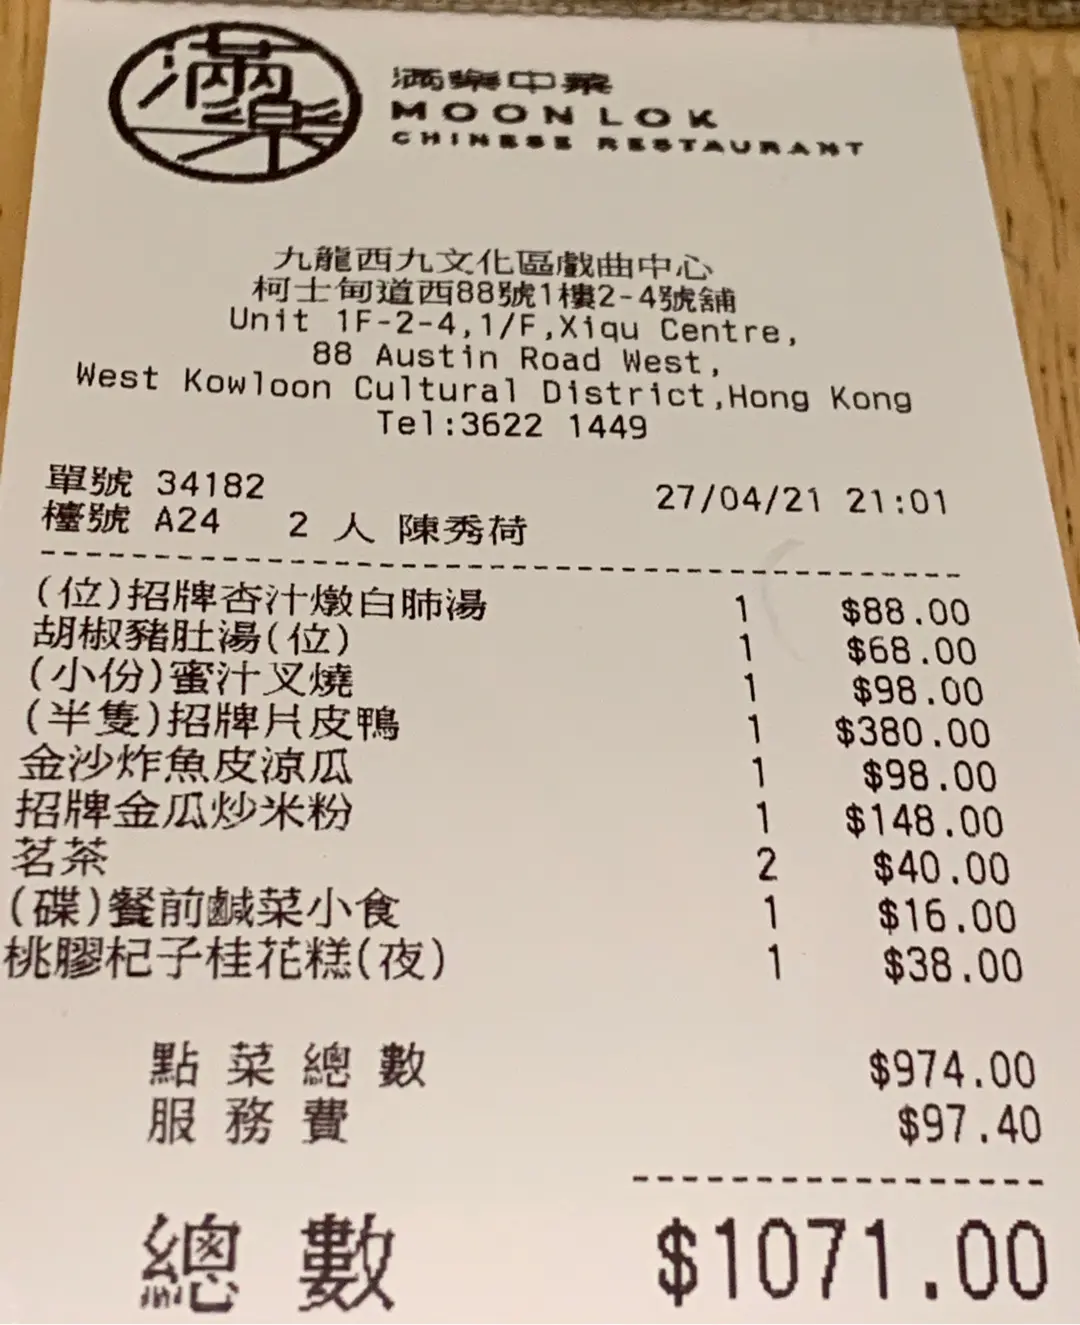 滿樂
滿樂中菜
MOON LOK
CHINESE RESTAURANT
九龍西九文化區戲曲中心
柯士甸道西88號1樓2-4號舖
Unit 1F-2-4,1/F,Xiqu Centre,
88 Austin Road West,
West Kowloon Cultural District,Hong Kong
Tel:3622 1449
單號 34182 27/04/21 21:01
檯號 A24 2 人 陳秀荷
(位)招牌杏汁燉白肺湯 1 $88.00
胡椒豬肚湯(位) 1 $68.00
(小份)蜜汁叉燒 1 $98.00
(半隻)招牌片皮鴨 1 $380.00
金沙炸魚皮涼瓜 1 $98.00
招牌金瓜炒米粉 1 $148.00
茗茶 2 $40.00
(碟)餐前鹹菜小食 1 $16.00
桃膠杞子桂花糕(夜) 1 $38.00
點菜總數 $974.00
服務費 $97.40
總數 $1071.00